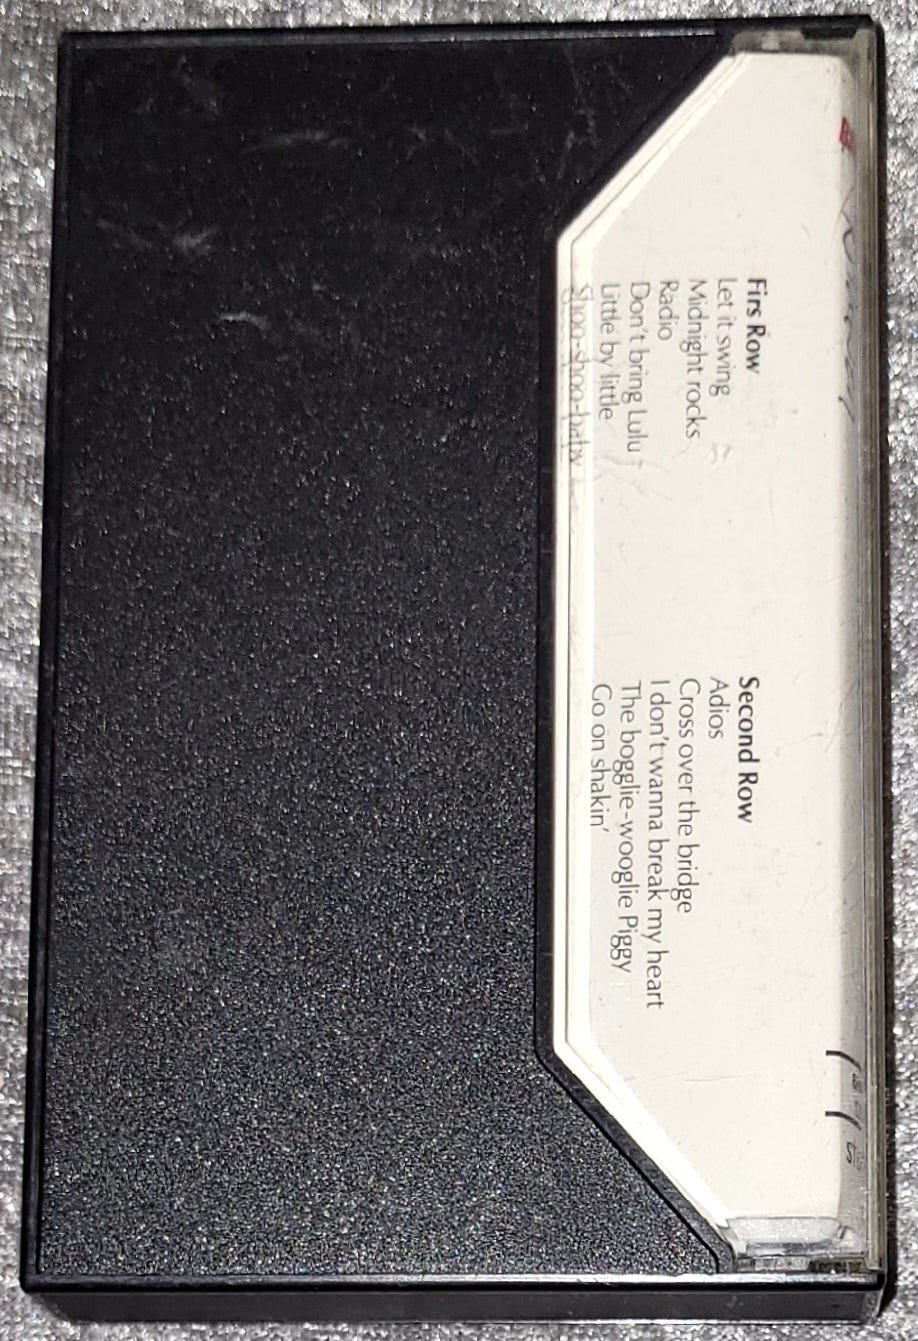 Firs Row
Let it swing
Midnight rocks
Radio
Don't bring Lulu
Little by little
Shoo-shoo-baby
Second Row
Adios
Cross over the bridge
I don't wanna break my heart
The bogglie-wooglie Piggy
Go on shakin'